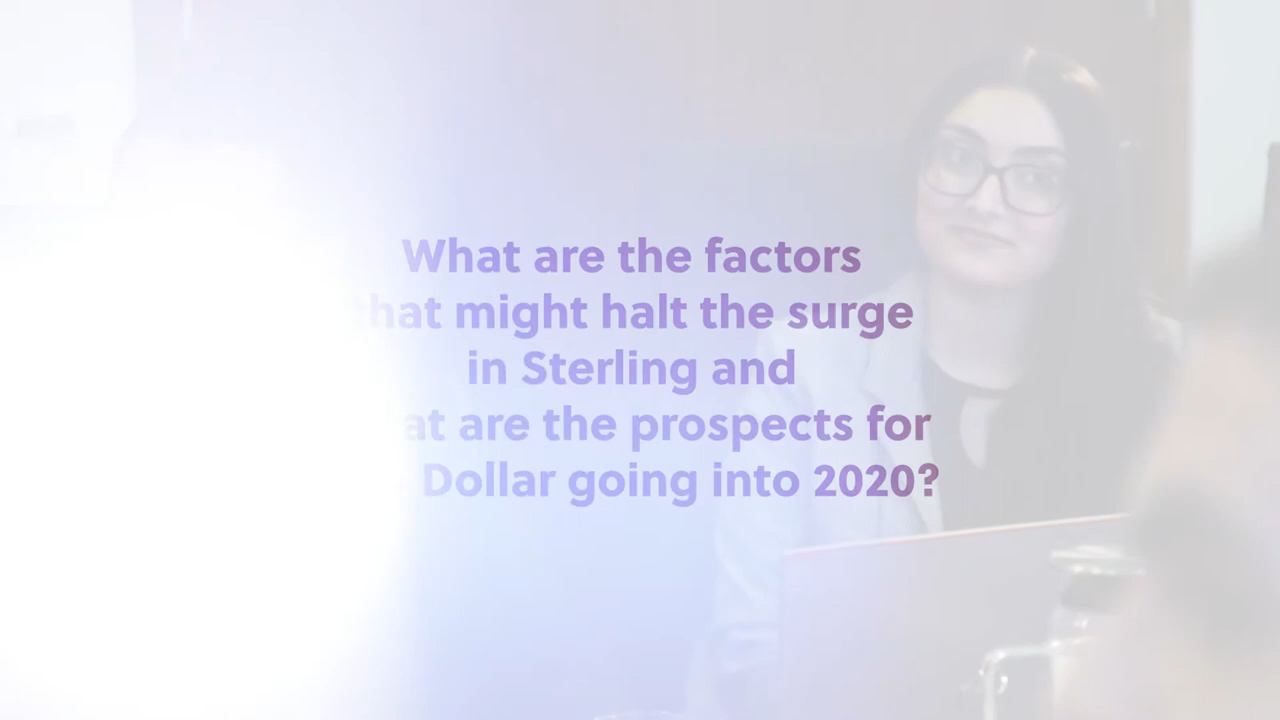 What are the factors
that might halt the surge
in Sterling and
are the prospects for
Dollar going into 2020?